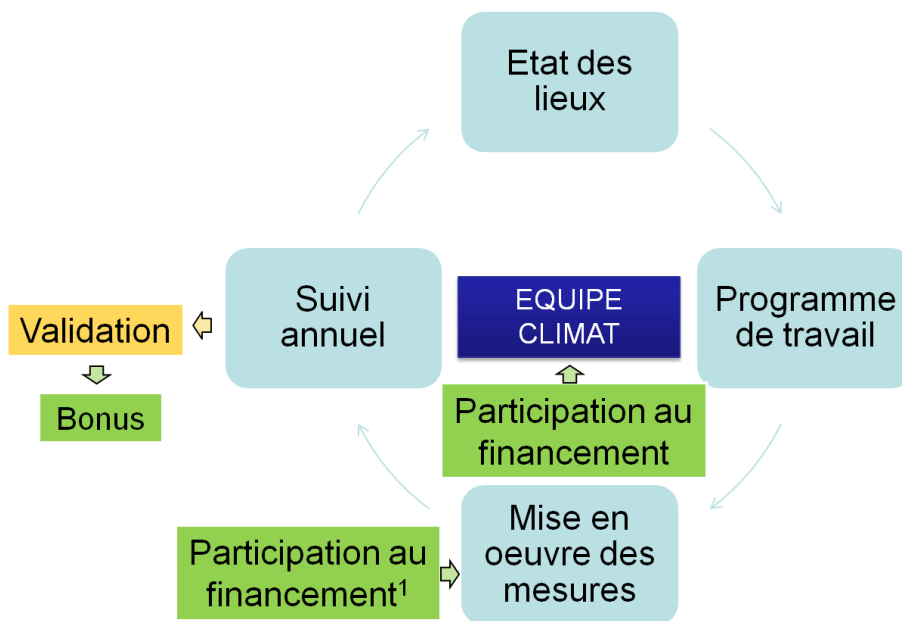 Etat des
lieux
Programme
de travail
Mise en
oeuvre des
mesures
Suivi
annuel
EQUIPE
CLIMAT
Participation au
financement
Participation au
financement¹
Validation
Bonus